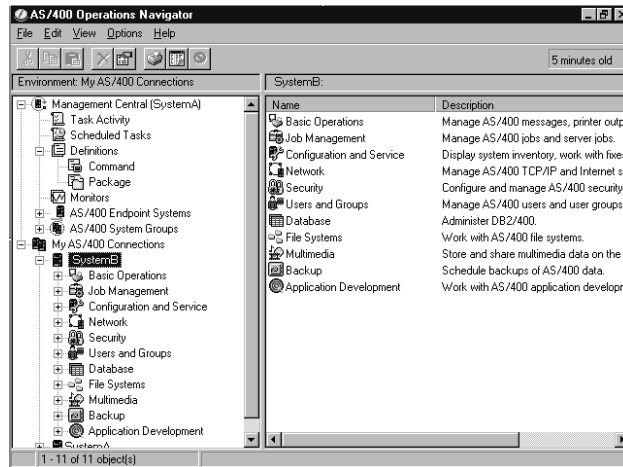 AS/400 Operations Navigator
File Edit View Options Help
5 minutes old
Environment: My AS/400 Connections
SystemB:
Management Central (SystemA)
Task Activity
Scheduled Tasks
Definitions
Command
Package
Monitors
AS/400 Endpoint Systems
AS/400 System Groups
My AS/400 Connections
SystemB
Basic Operations
Job Management
Configuration and Service
Network
Security
Users and Groups
Database
File Systems
Multimedia
Backup
Application Development
SystemA
Name Description
Basic Operations Manage AS/400 messages, printer outp
Job Management Manage AS/400 jobs and server jobs.
Configuration and Service Display system inventory, work with fixe
Network Manage AS/400 TCP/IP and Internet s
Security Configure and manage AS/400 security
Users and Groups Manage AS/400 users and user groups
Database Administer DB2/400.
File Systems Work with AS/400 file systems.
Multimedia Store and share multimedia data on the
Backup Schedule backups of AS/400 data.
Application Development Work with AS/400 application developr
1 - 11 of 11 object(s)